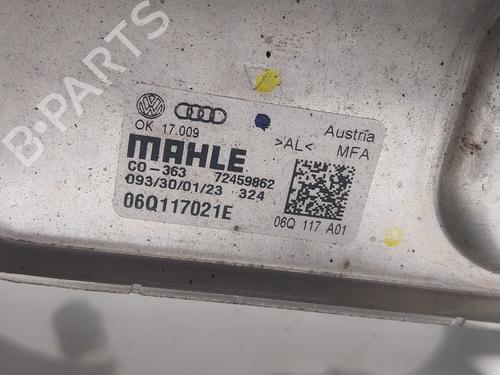 B-PARTS
OK 17.009
>AL<
Austria
MAHLE
MFA
CO-363 72459862
093/30/01/23 324
06Q117021E
06Q 117 A01